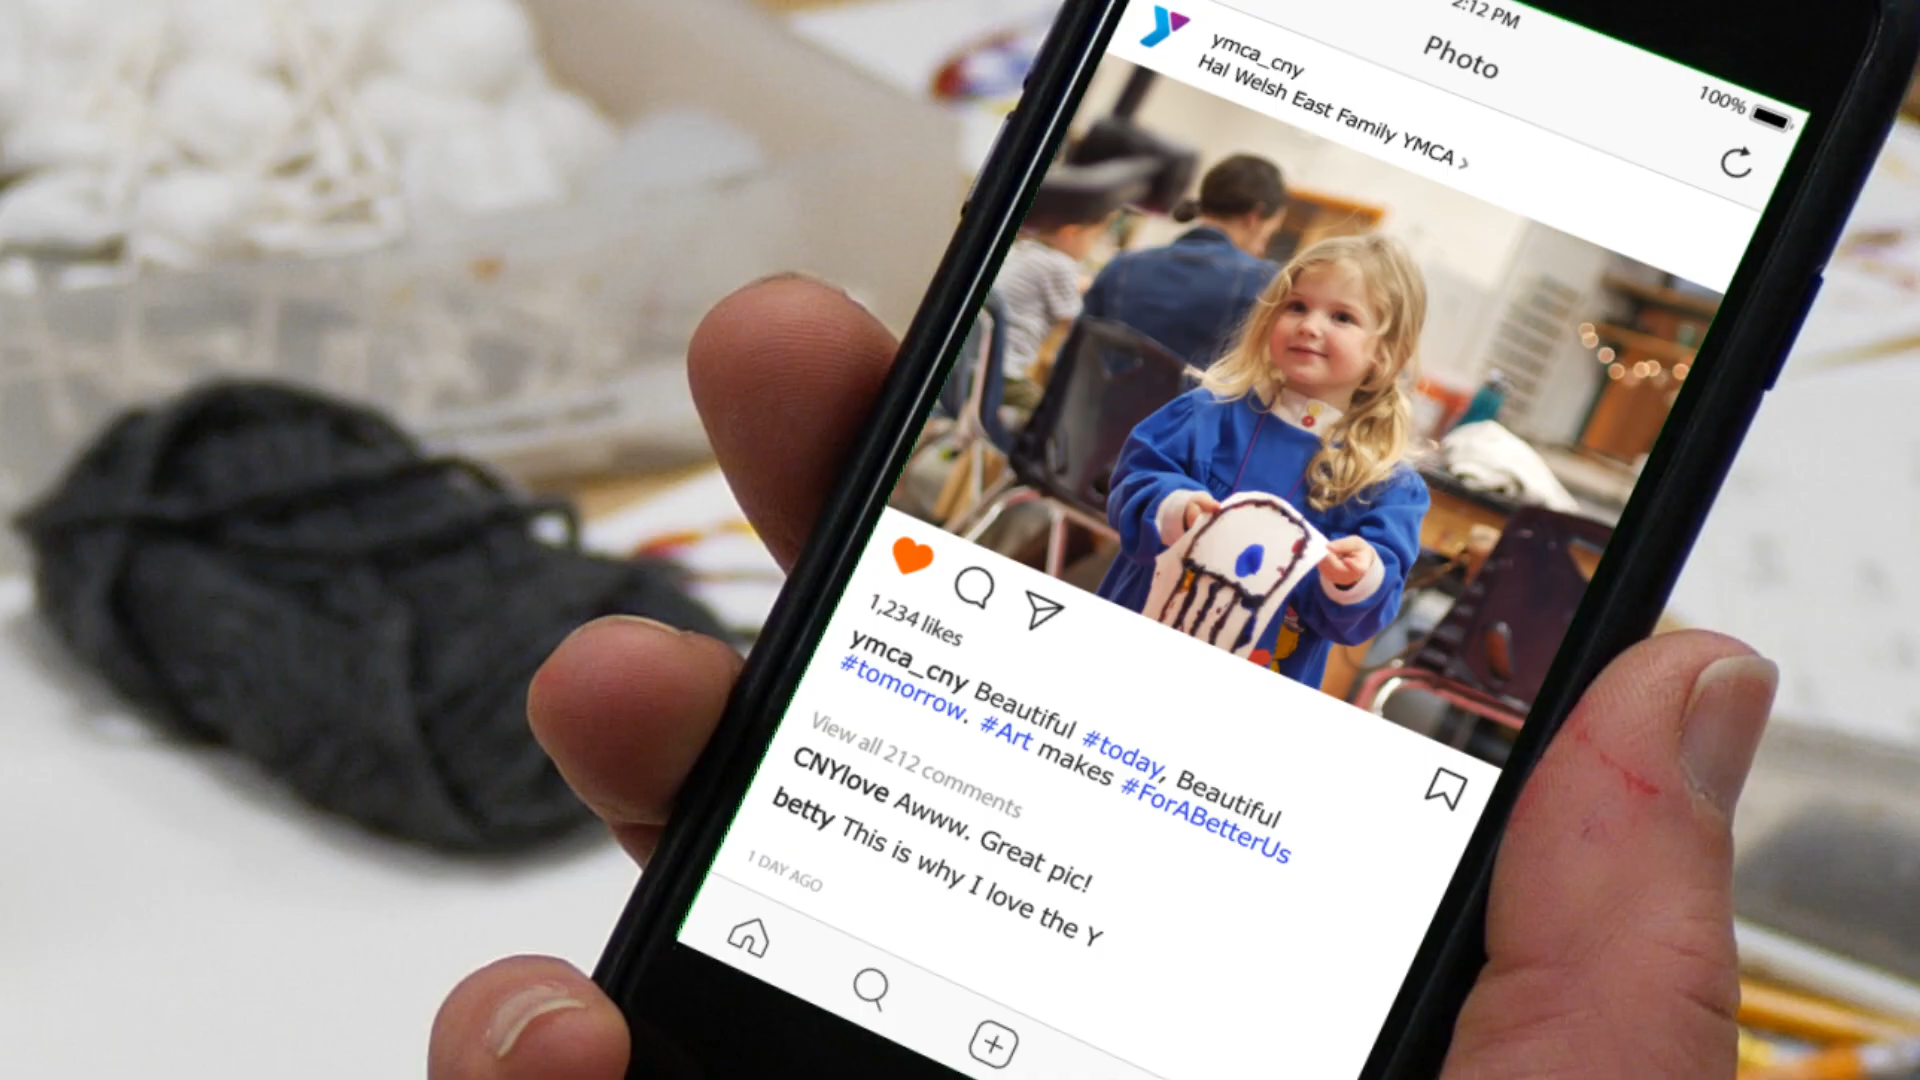 2:12 PM
Photo
100%
ymca_cny
Hal Welsh East Family YMCA >
1,234 likes
ymca_cny Beautiful #today, Beautiful
#tomorrow. #Art makes #ForABetterUs
View all 212 comments
CNYlove Awww. Great pic!
betty This is why I love the Y
1 DAY AGO